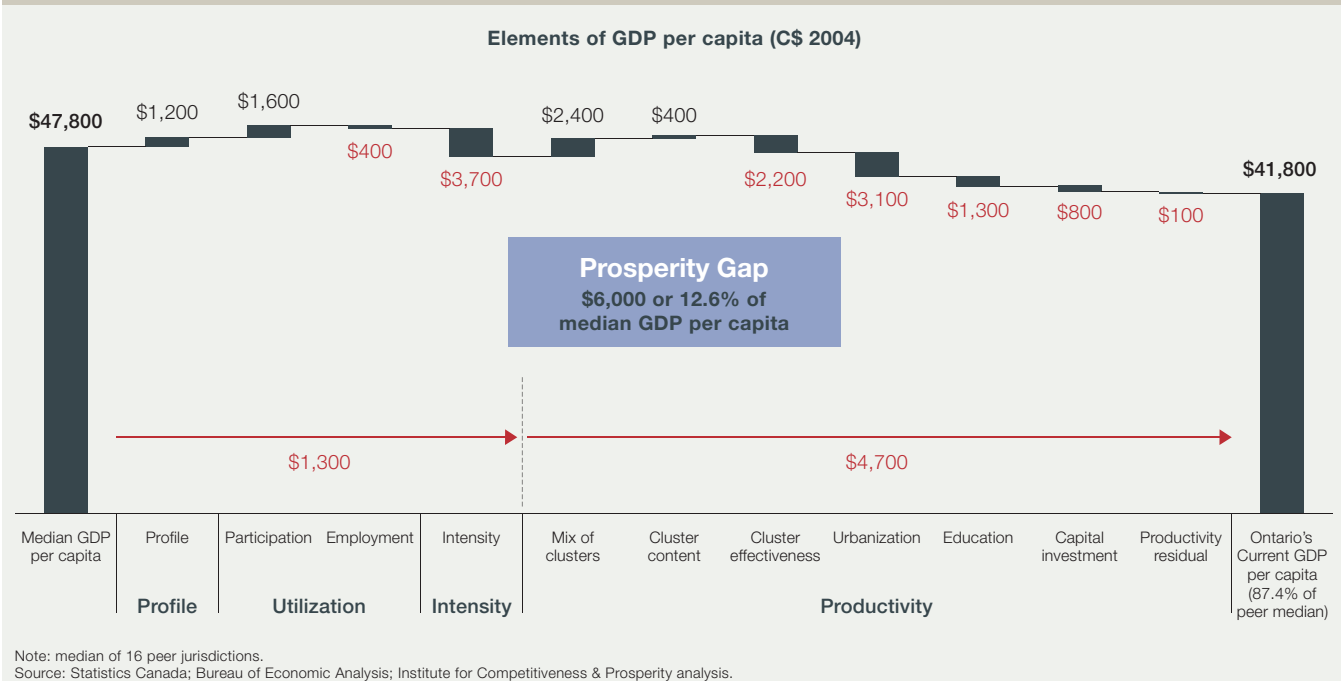 Elements of GDP per capita (C$ 2004)
$47,800
$1,200
$1,600
$400
$3,700
$2,400
$400
$2,200
$3,100
$1,300
$800
$100
$41,800
Prosperity Gap
$6,000 or 12.6% of
median GDP per capita
$1,300
$4,700
Median GDP
per capita
Profile
Participation
Employment
Intensity
Mix of
clusters
Cluster
content
Cluster
effectiveness
Urbanization
Education
Capital
investment
Productivity
residual
Ontario's
Current GDP
per capita
(87.4% of
peer median)
Profile
Utilization
Intensity
Productivity
Note: median of 16 peer jurisdictions.
Source: Statistics Canada; Bureau of Economic Analysis; Institute for Competitiveness & Prosperity analysis.